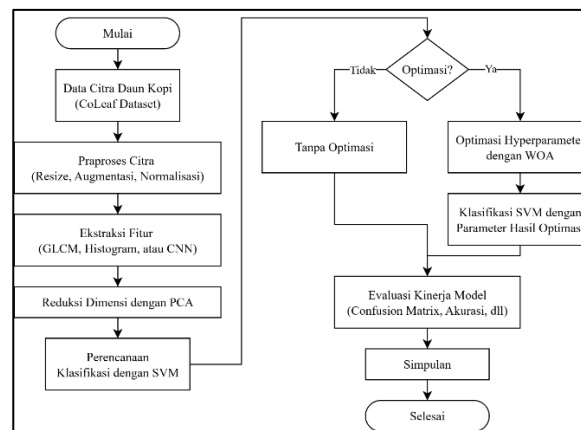 Mulai
Data Citra Daun Kopi
(CoLeaf Dataset)
Praproses Citra
(Resize, Augmentasi, Normalisasi)
Ekstraksi Fitur
(GLCM, Histogram, atau CNN)
Reduksi Dimensi dengan PCA
Perencanaan
Klasifikasi dengan SVM
Optimasi?
Tidak
Ya
Tanpa Optimasi
Optimasi Hyperparameter
dengan WOA
Klasifikasi SVM dengan
Parameter Hasil Optimasi
Evaluasi Kinerja Model
(Confusion Matrix, Akurasi, dll)
Simpulan
Selesai